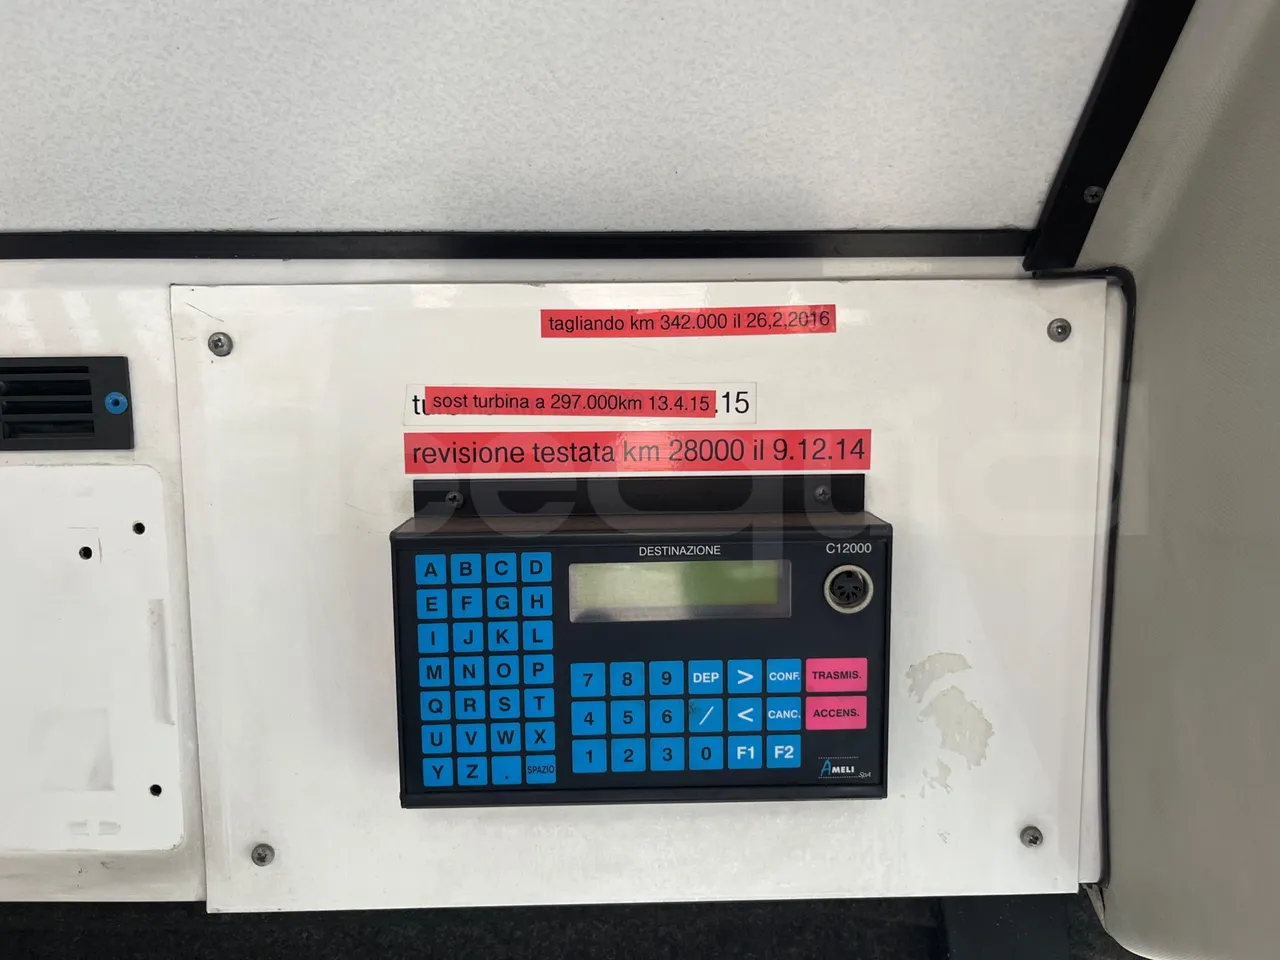 tagliando km 342.000 il 26,2,2016
sost turbina a 297.000km 13.4.15
.15
revisione testata km 28000 il 9.12.14
DESTINAZIONE
C12000
A B C D
E F G H
I J K L
M N O P
Q R S T
U V W X
Y Z . SPAZIO
7 8 9 DEP > CONF. TRASMIS.
4 5 6 / < CANC. ACCENS.
1 2 3 0 F1 F2
AMELI SpA